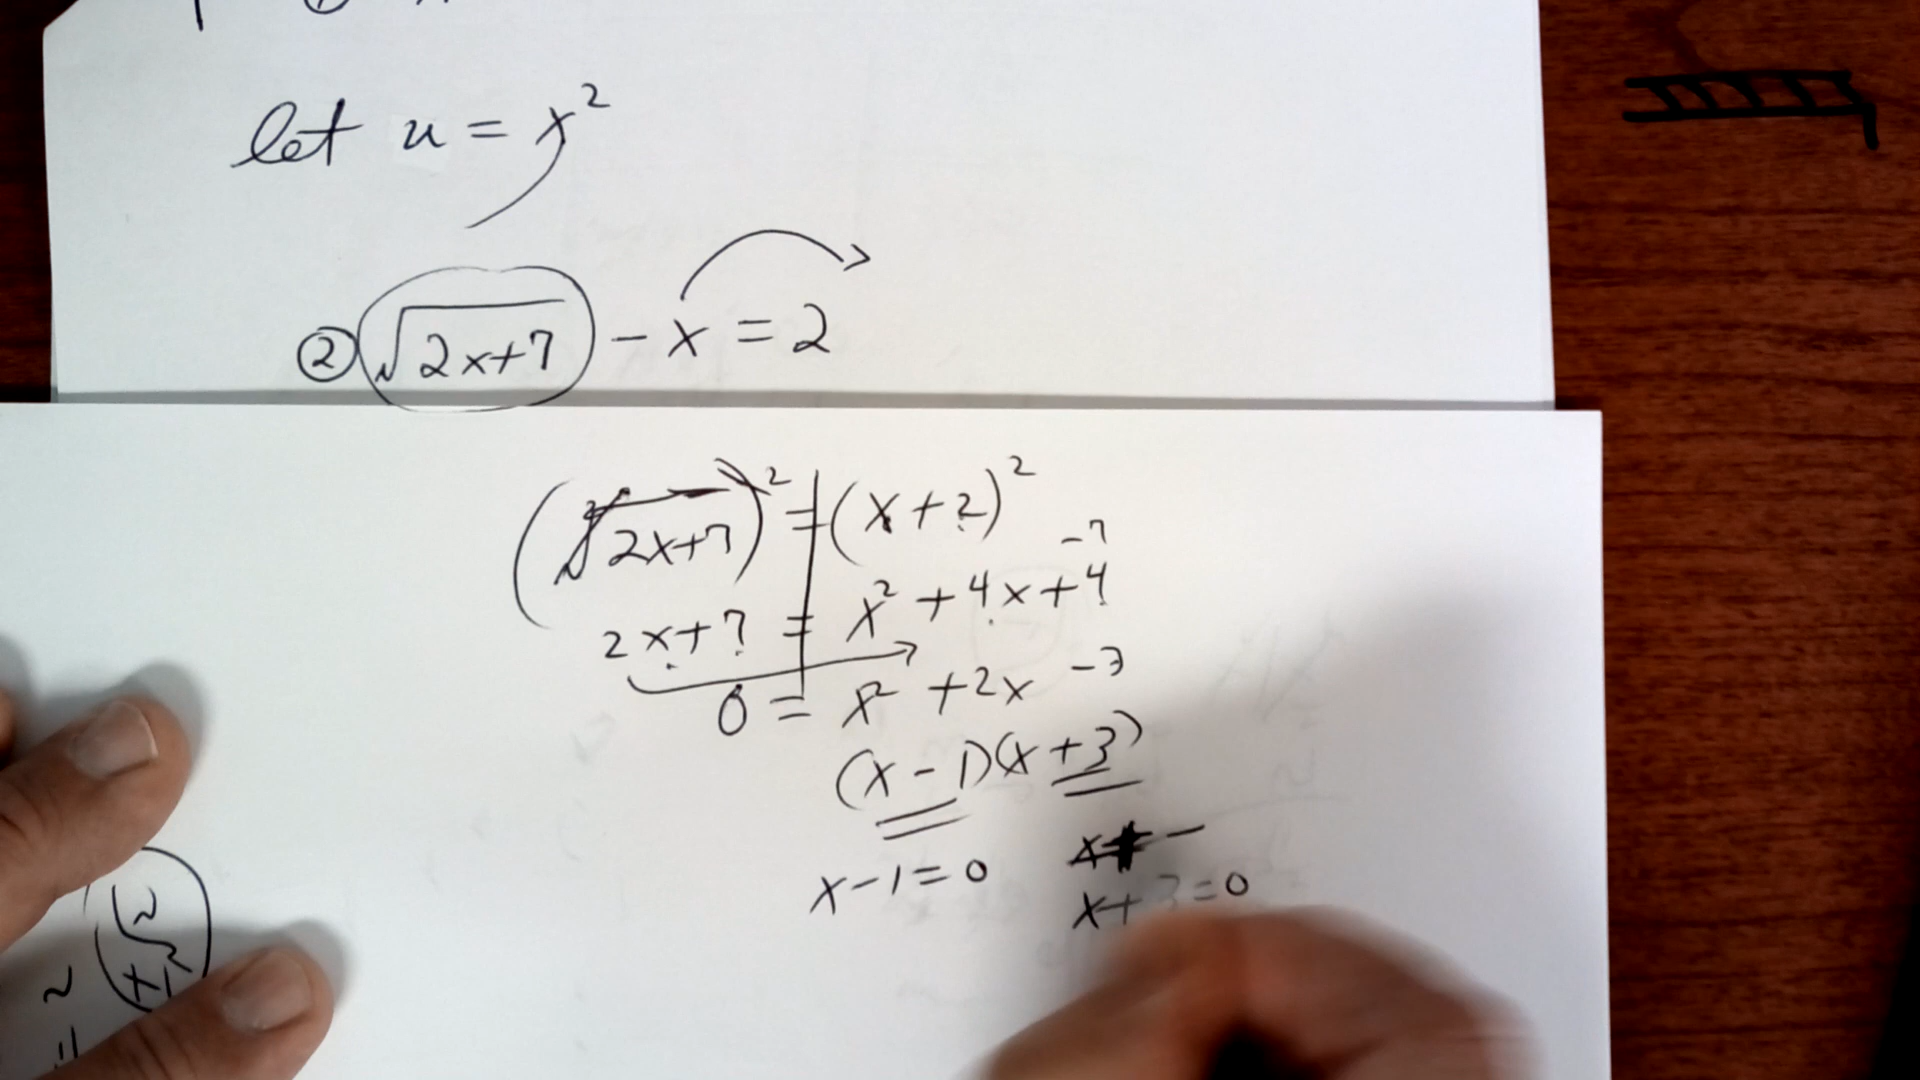 let u = x²
② √(2x+7) − x = 2
(√(2x+7))² = (x+2)²
−7
2x+7 = x² + 4x + 4
0 = x² + 2x − 3
(x − 1)(x + 3)
x − 1 = 0
x + 3 = 0